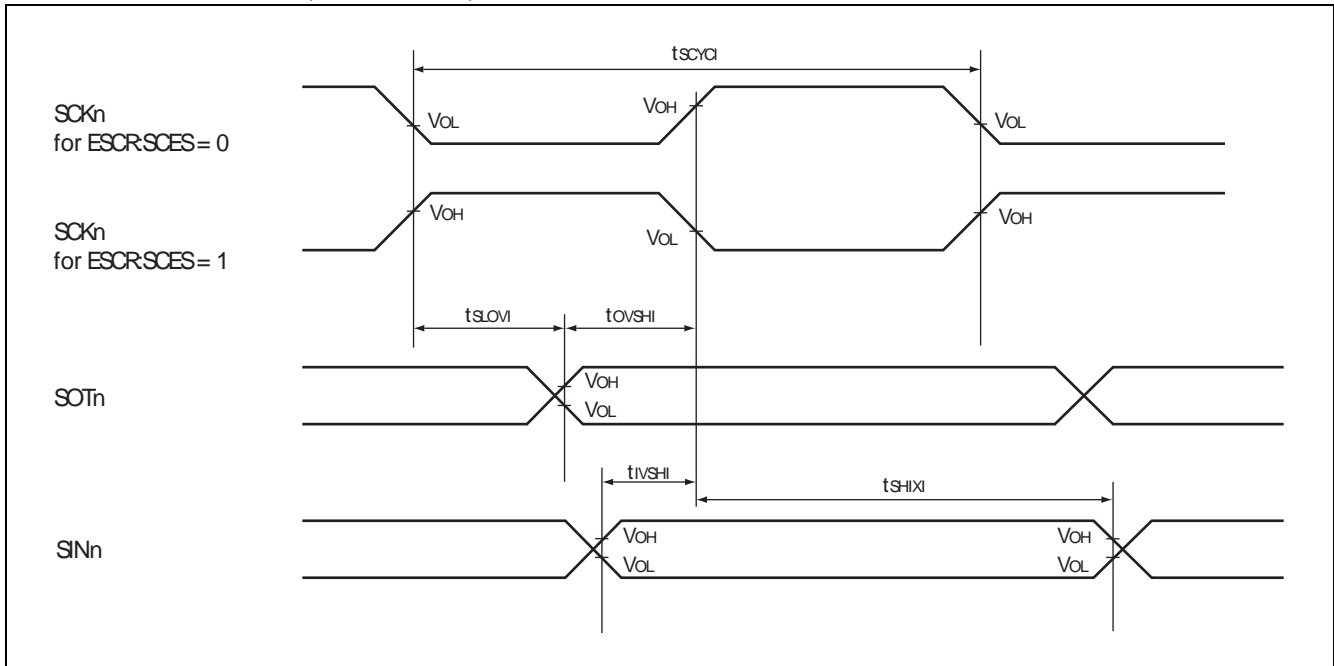 tSCYCI
SCKn
for ESCR:SCES = 0
VOL
VOH
VOL
SCKn
for ESCR:SCES = 1
VOH
VOL
VOH
tSLOVI
tOVSHI
SOTn
VOH
VOL
tIVSHI
tSHIXI
SINn
VOH
VOL
VOH
VOL